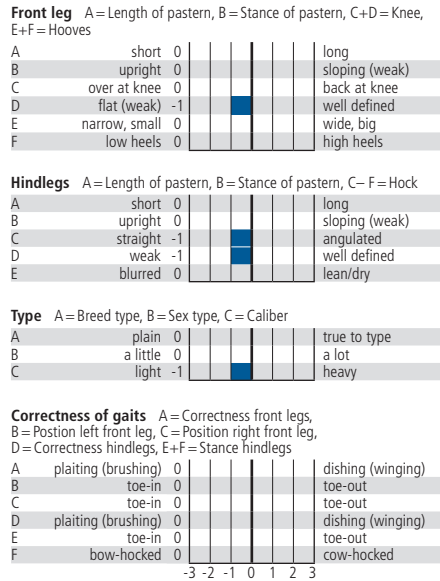 Front leg A=Length of pastern, B=Stance of pastern, C+D=Knee,
E+F=Hooves
A short 0 long
B upright 0 sloping (weak)
C over at knee 0 back at knee
D flat (weak) -1 well defined
E narrow, small 0 wide, big
F low heels 0 high heels
Hindlegs A=Length of pastern, B=Stance of pastern, C–F=Hock
A short 0 long
B upright 0 sloping (weak)
C straight -1 angulated
D weak -1 well defined
E blurred 0 lean/dry
Type A=Breed type, B=Sex type, C=Caliber
A plain 0 true to type
B a little 0 a lot
C light -1 heavy
Correctness of gaits A=Correctness front legs,
B=Postion left front leg, C=Position right front leg,
D=Correctness hindlegs, E+F=Stance hindlegs
A plaiting (brushing) 0 dishing (winging)
B toe-in 0 toe-out
C toe-in 0 toe-out
D plaiting (brushing) 0 dishing (winging)
E toe-in 0 toe-out
F bow-hocked 0 cow-hocked
-3 -2 -1 0 1 2 3